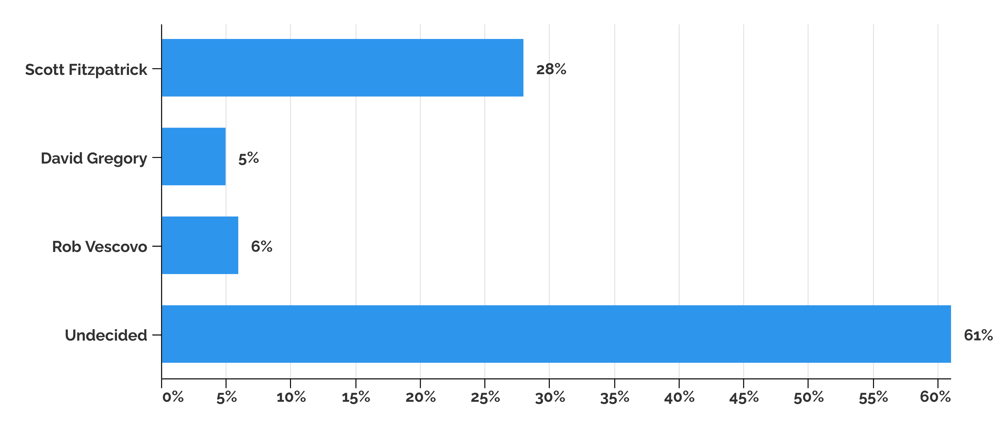 Scott Fitzpatrick
28%
David Gregory
5%
Rob Vescovo
6%
Undecided
61%
0% 5% 10% 15% 20% 25% 30% 35% 40% 45% 50% 55% 60%